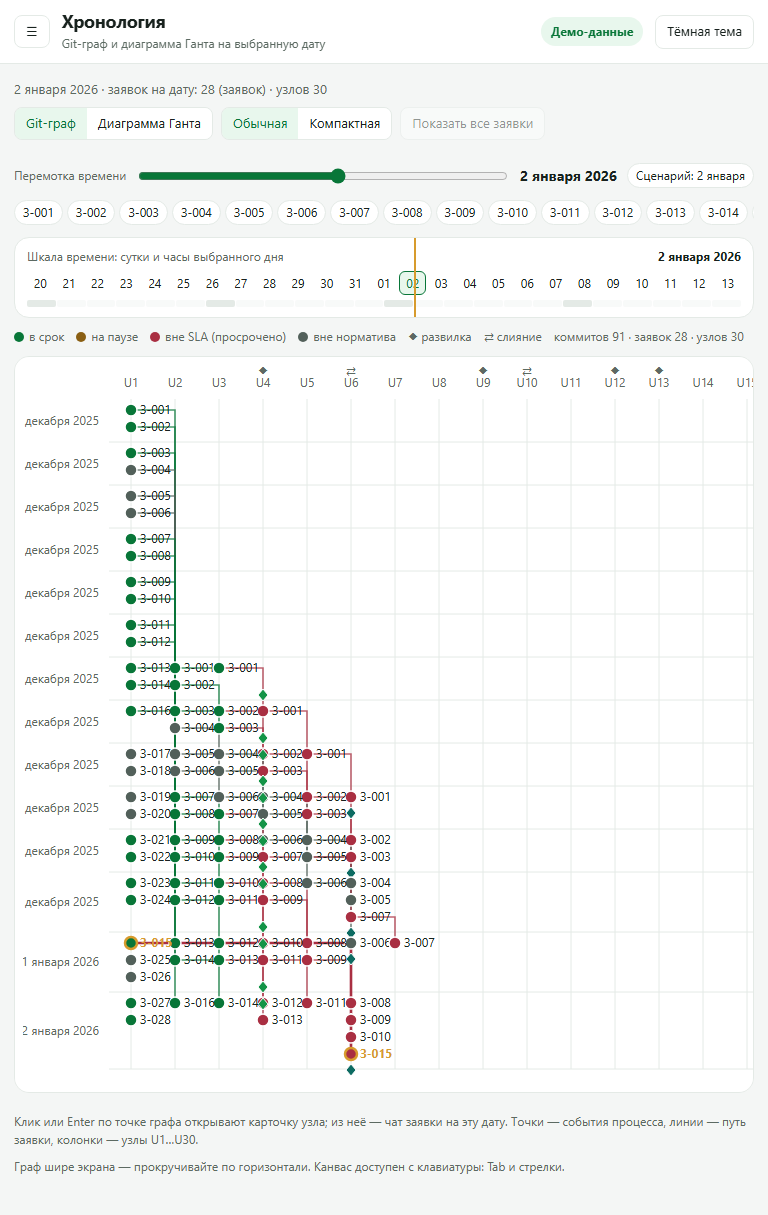 ☰
Хронология
Git-граф и диаграмма Ганта на выбранную дату
Демо-данные
Тёмная тема
2 января 2026 · заявок на дату: 28 (заявок) · узлов 30
Git-граф
Диаграмма Ганта
Обычная
Компактная
Показать все заявки
Перемотка времени
2 января 2026
Сценарий: 2 января
З-001 З-002 З-003 З-004 З-005 З-006 З-007 З-008 З-009 З-010 З-011 З-012 З-013 З-014
Шкала времени: сутки и часы выбранного дня
2 января 2026
20 21 22 23 24 25 26 27 28 29 30 31 01 02 03 04 05 06 07 08 09 10 11 12 13
в срок
на паузе
вне SLA (просрочено)
вне норматива
развилка
⇄ слияние
коммитов 91 · заявок 28 · узлов 30
U1 U2 U3 U4 U5 U6 U7 U8 U9 U10 U11 U12 U13 U14 U15
З-001
декабря 2025
З-002
З-003
декабря 2025
З-004
З-005
декабря 2025
З-006
З-007
декабря 2025
З-008
З-009
декабря 2025
З-010
З-011
декабря 2025
З-012
З-013 З-001 З-001
декабря 2025
З-014 З-002
З-016 З-003 З-002 З-001
декабря 2025
З-004 З-003
З-017 З-005 З-004 З-002 З-001
декабря 2025
З-018 З-006 З-005 З-003
З-019 З-007 З-006 З-004 З-002 З-001
декабря 2025
З-020 З-008 З-007 З-005 З-003
З-021 З-009 З-008 З-006 З-004 З-002
декабря 2025
З-022 З-010 З-009 З-007 З-005 З-003
З-023 З-011 З-010 З-008 З-006 З-004
декабря 2025
З-024 З-012 З-011 З-009 З-005
З-007
З-015 З-013 З-012 З-010 З-008 З-006 З-007
1 января 2026
З-025 З-014 З-013 З-011 З-009
З-026
З-027 З-016 З-014 З-012 З-011 З-008
З-028 З-013 З-009
2 января 2026
З-010
З-015
Клик или Enter по точке графа открывают карточку узла; из неё — чат заявки на эту дату. Точки — события процесса, линии — путь
заявки, колонки — узлы U1…U30.
Граф шире экрана — прокручивайте по горизонтали. Канвас доступен с клавиатуры: Tab и стрелки.